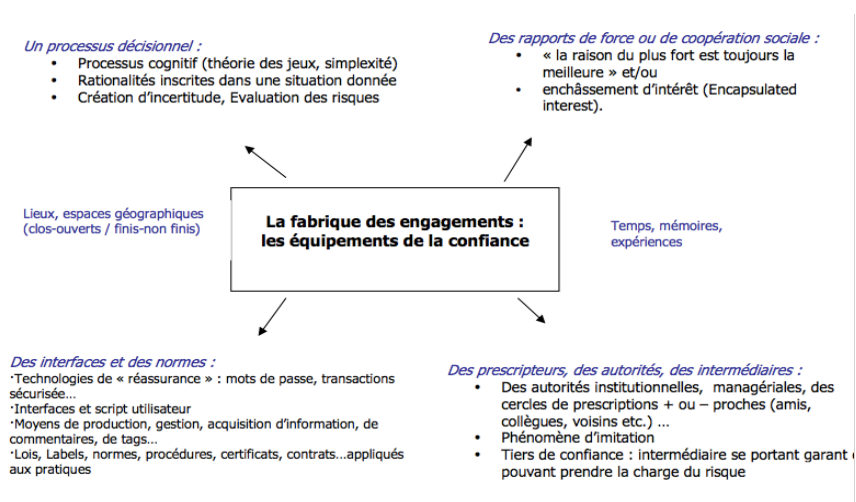 Un processus décisionnel :
• Processus cognitif (théorie des jeux, simplexité)
• Rationalités inscrites dans une situation donnée
• Création d'incertitude, Evaluation des risques
Des rapports de force ou de coopération sociale :
• « la raison du plus fort est toujours la
meilleure » et/ou
• enchâssement d'intérêt (Encapsulated
interest).
Lieux, espaces géographiques
(clos-ouverts / finis-non finis)
La fabrique des engagements :
les équipements de la confiance
Temps, mémoires,
expériences
Des interfaces et des normes :
·Technologies de « réassurance » : mots de passe, transactions
sécurisée...
·Interfaces et script utilisateur
·Moyens de production, gestion, acquisition d'information, de
commentaires, de tags...
·Lois, Labels, normes, procédures, certificats, contrats...appliqués
aux pratiques
Des prescripteurs, des autorités, des intermédiaires :
• Des autorités institutionnelles, managériales, des
cercles de prescriptions + ou – proches (amis,
collègues, voisins etc.) ...
• Phénomène d'imitation
• Tiers de confiance : intermédiaire se portant garant
pouvant prendre la charge du risque